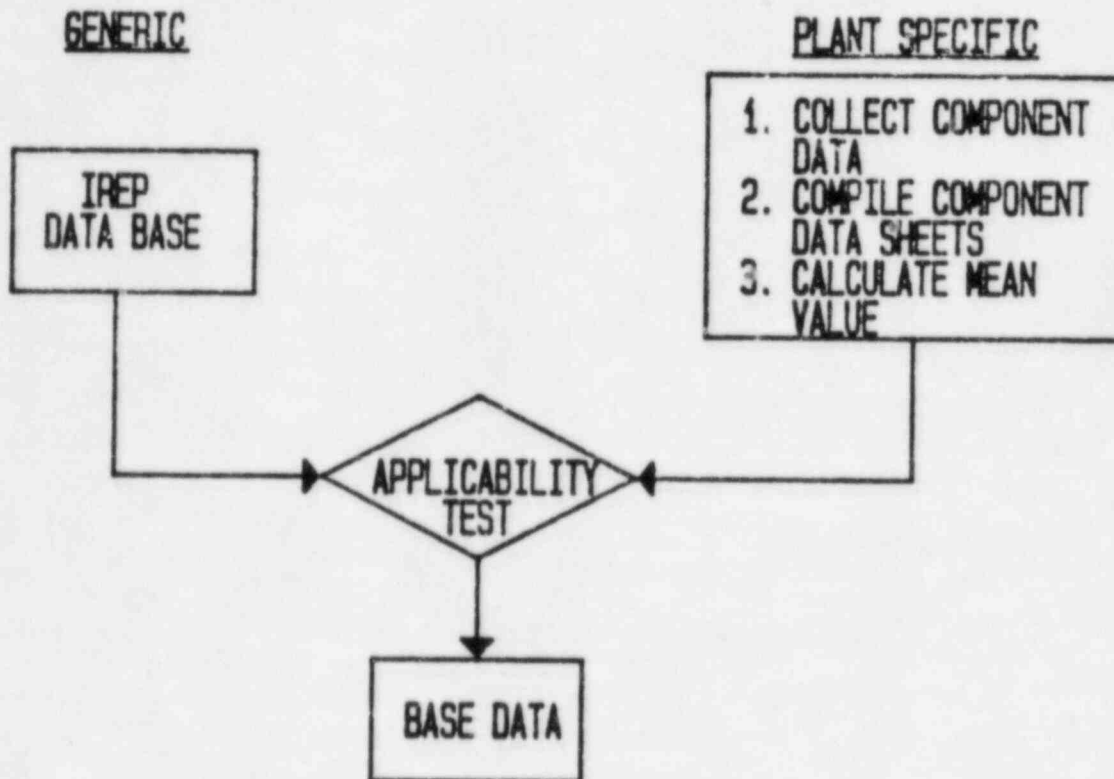 GENERIC
IREP
DATA BASE
PLANT SPECIFIC
1. COLLECT COMPONENT
DATA
2. COMPILE COMPONENT
DATA SHEETS
3. CALCULATE MEAN
VALUE
APPLICABILITY
TEST
BASE DATA